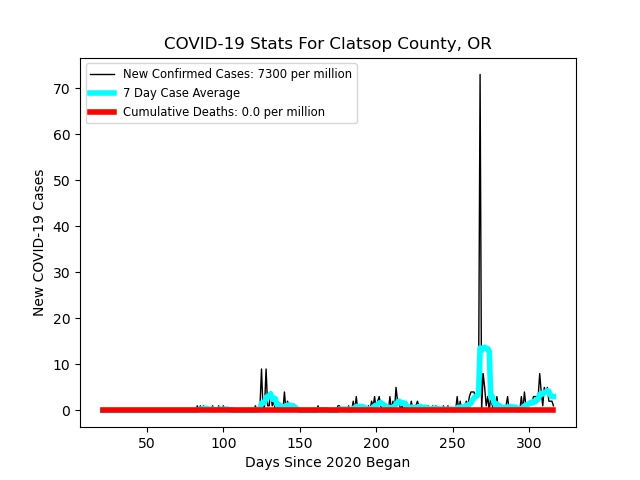 COVID-19 Stats For Clatsop County, OR
New Confirmed Cases: 7300 per million
7 Day Case Average
Cumulative Deaths: 0.0 per million
New COVID-19 Cases
70
60
50
40
30
20
10
0
50 100 150 200 250 300
Days Since 2020 Began